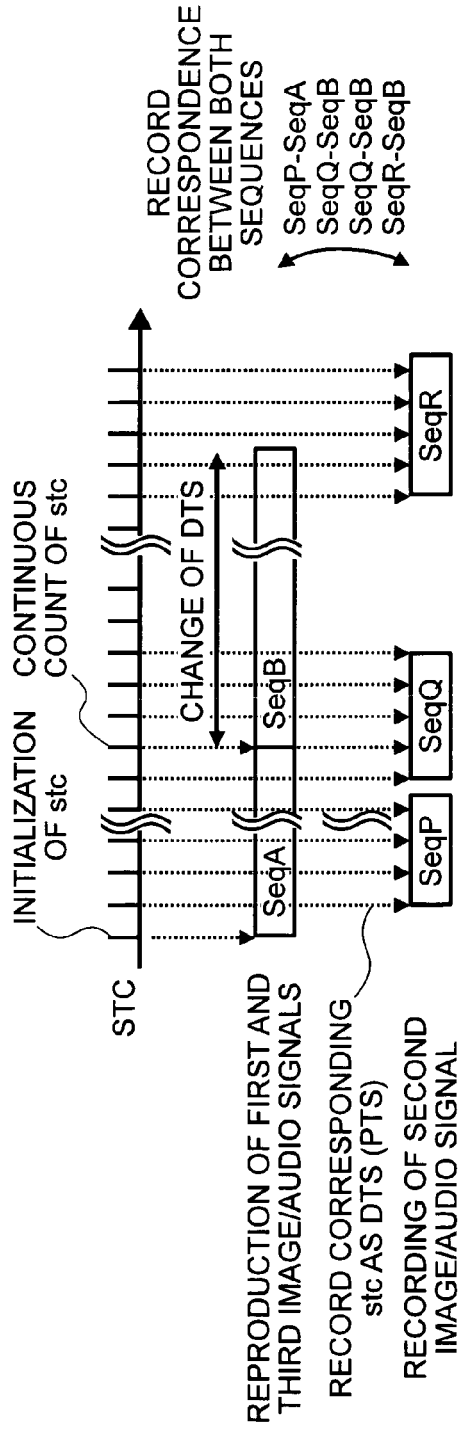 INITIALIZATION
OF stc
CONTINUOUS
COUNT OF stc
STC
RECORD
CORRESPONDENCE
BETWEEN BOTH
SEQUENCES
CHANGE OF DTS
REPRODUCTION OF FIRST AND
THIRD IMAGE/AUDIO SIGNALS
SeqA
SeqB
SeqP-SeqA
SeqQ-SeqB
SeqQ-SeqB
SeqR-SeqB
RECORD CORRESPONDING
stc AS DTS (PTS)
RECORDING OF SECOND
IMAGE/AUDIO SIGNAL
SeqP
SeqQ
SeqR